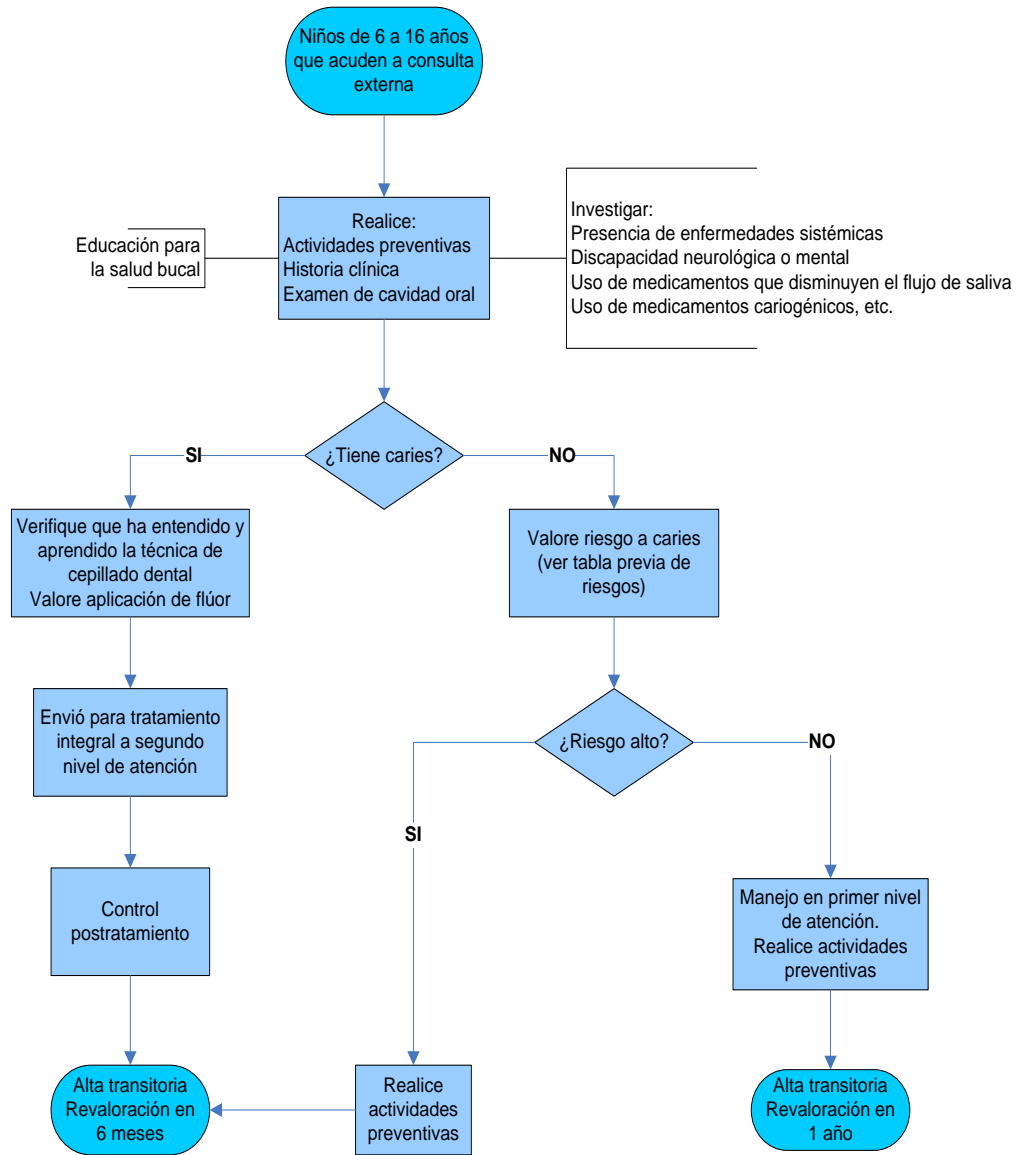 Niños de 6 a 16 años
que acuden a consulta
externa
Educación para
la salud bucal
Realice:
Actividades preventivas
Historia clínica
Examen de cavidad oral
Investigar:
Presencia de enfermedades sistémicas
Discapacidad neurológica o mental
Uso de medicamentos que disminuyen el flujo de saliva
Uso de medicamentos cariogénicos, etc.
¿Tiene caries?
SI
NO
Verifique que ha entendido y
aprendido la técnica de
cepillado dental
Valore aplicación de flúor
Valore riesgo a caries
(ver tabla previa de
riesgos)
Envió para tratamiento
integral a segundo
nivel de atención
¿Riesgo alto?
NO
SI
Control
postratamiento
Manejo en primer nivel
de atención.
Realice actividades
preventivas
Alta transitoria
Revaloración en
6 meses
Realice
actividades
preventivas
Alta transitoria
Revaloración en
1 año